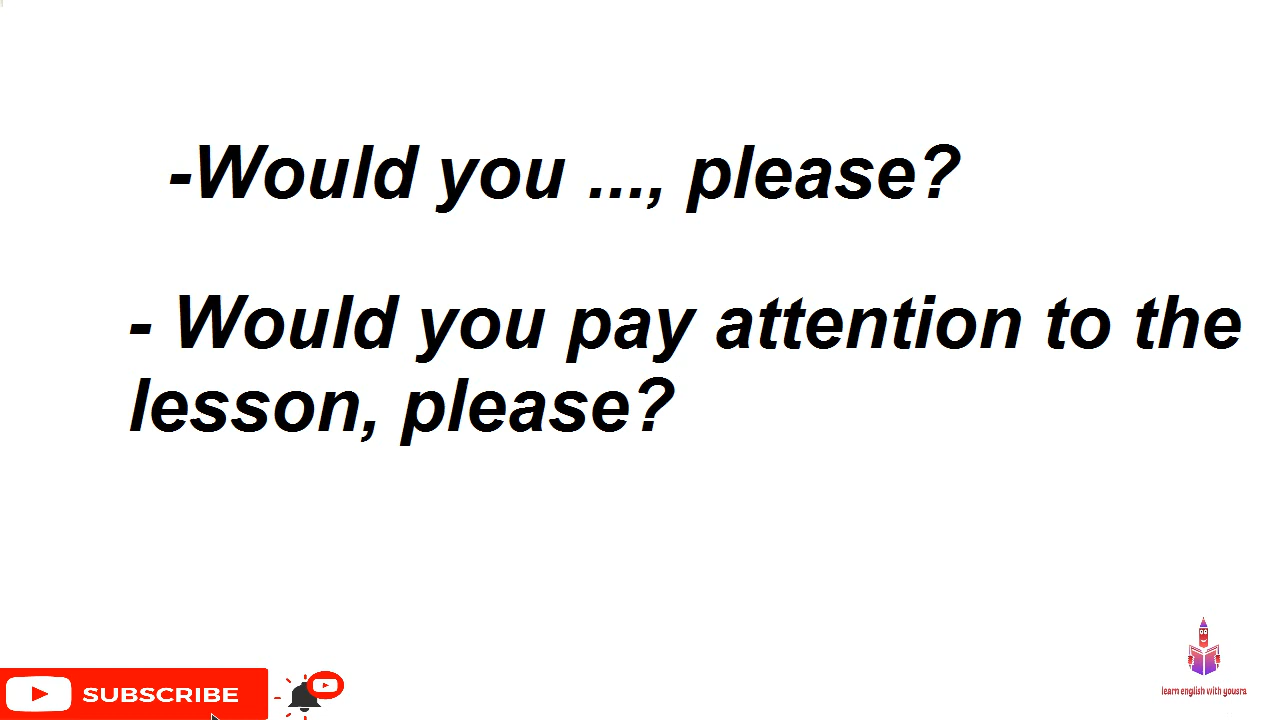 -Would you ..., please?
- Would you pay attention to the
lesson, please?
SUBSCRIBE
learn english with yousra